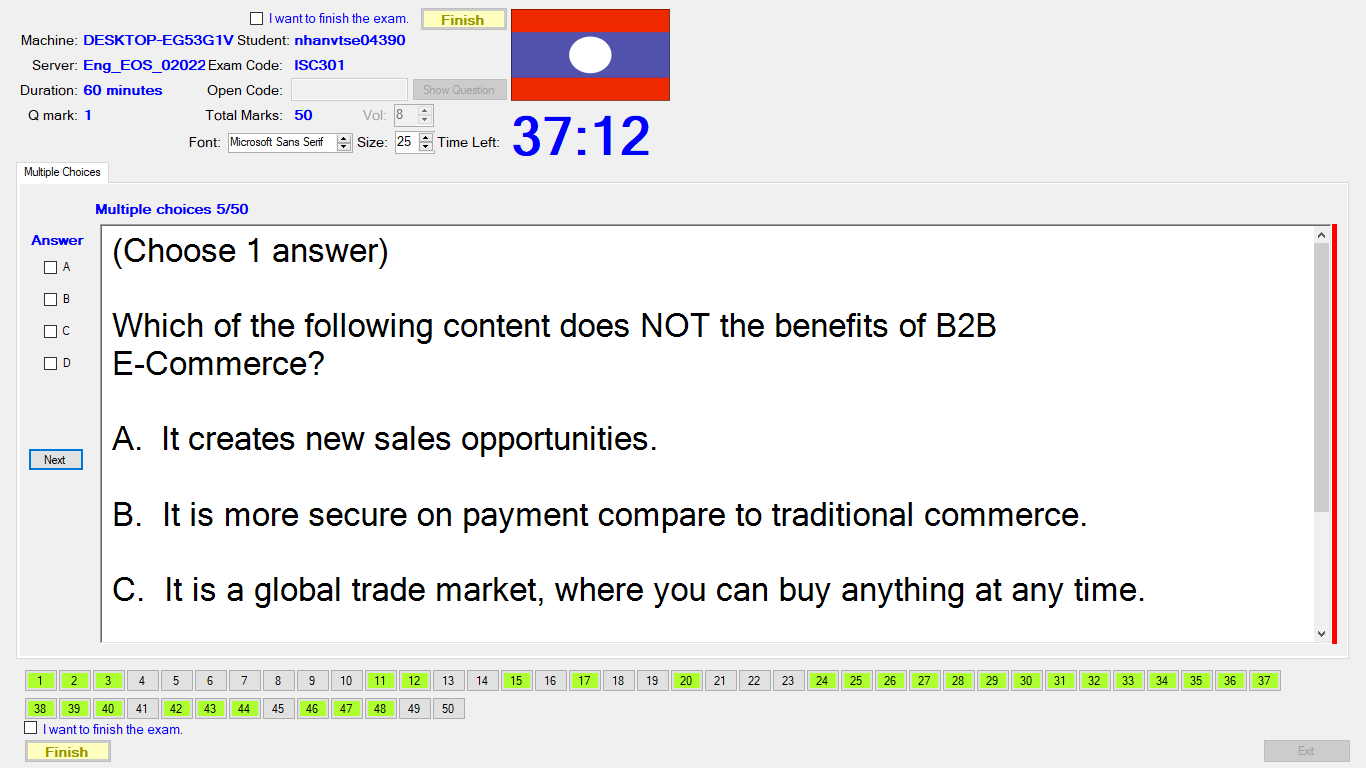 I want to finish the exam. Finish
Machine: DESKTOP-EG53G1V Student: nhanvtse04390
Server: Eng_EOS_02022 Exam Code: ISC301
Duration: 60 minutes Open Code: Show Question
Q mark: 1 Total Marks: 50 Vol: 8
Font: Microsoft Sans Serif Size: 25 Time Left: 37:12
Multiple Choices
Multiple choices 5/50
Answer
A
B
C
D
Next
(Choose 1 answer)
Which of the following content does NOT the benefits of B2B
E-Commerce?
A. It creates new sales opportunities.
B. It is more secure on payment compare to traditional commerce.
C. It is a global trade market, where you can buy anything at any time.
1 2 3 4 5 6 7 8 9 10 11 12 13 14 15 16 17 18 19 20 21 22 23 24 25 26 27 28 29 30 31 32 33 34 35 36 37
38 39 40 41 42 43 44 45 46 47 48 49 50
I want to finish the exam.
Finish Exit